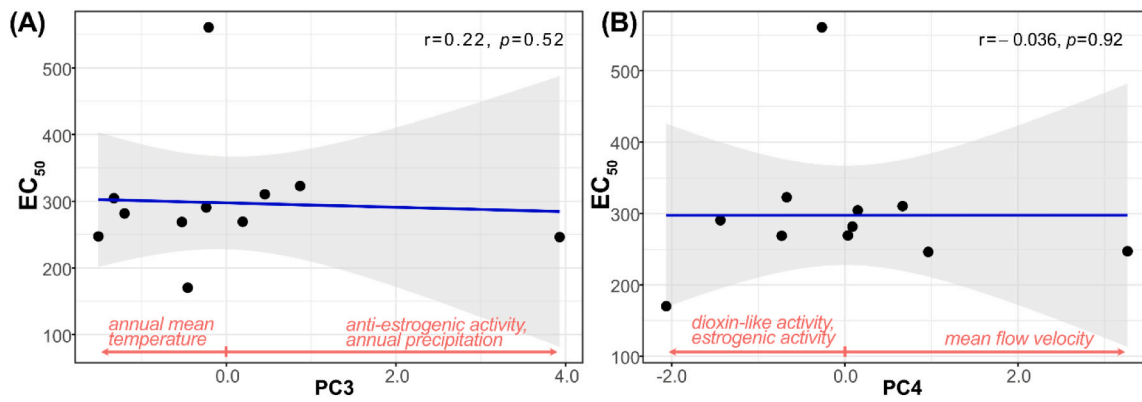 (A)
r=0.22, p=0.52
EC50
500
400
300
200
100
annual mean
temperature
anti-estrogenic activity,
annual precipitation
0.0
2.0
4.0
PC3
(B)
r=− 0.036, p=0.92
EC50
500
400
300
200
100
dioxin-like activity,
estrogenic activity
mean flow velocity
-2.0
0.0
2.0
PC4